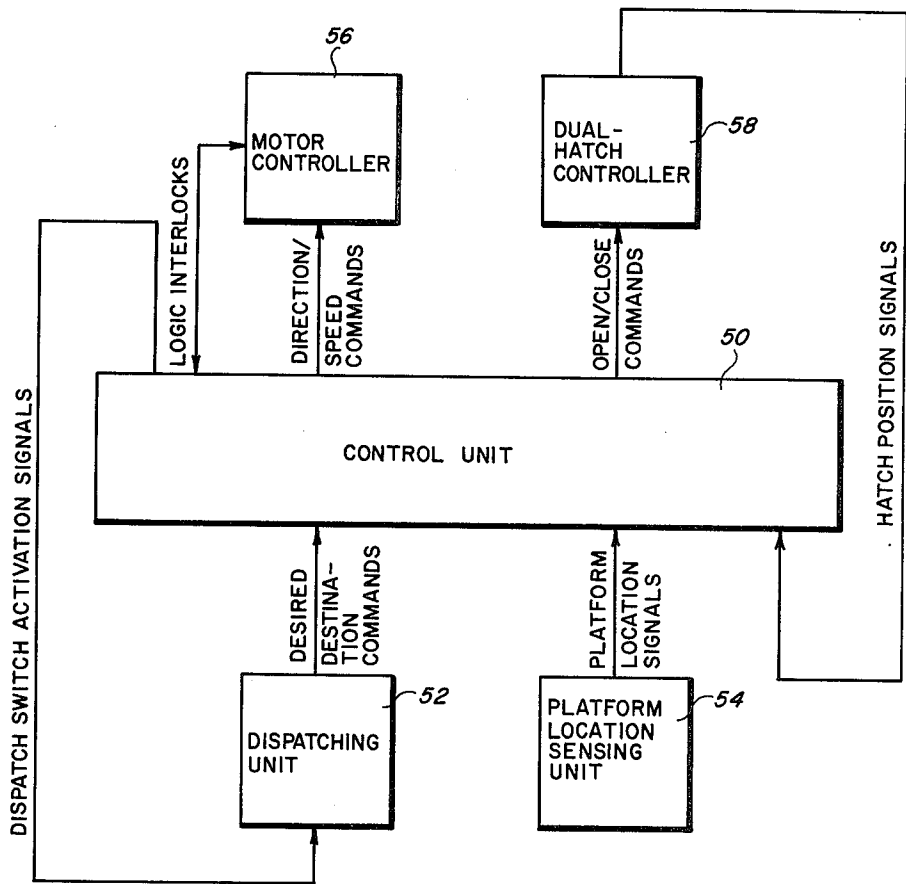 56
MOTOR
CONTROLLER
DUAL-
HATCH
CONTROLLER
58
LOGIC INTERLOCKS
DIRECTION/
SPEED
COMMANDS
OPEN/CLOSE
COMMANDS
50
CONTROL UNIT
DISPATCH SWITCH ACTIVATION SIGNALS
HATCH POSITION SIGNALS
DESIRED
DESTINA-
TION
COMMANDS
PLATFORM
LOCATION
SIGNALS
52
DISPATCHING
UNIT
PLATFORM
LOCATION
SENSING
UNIT
54